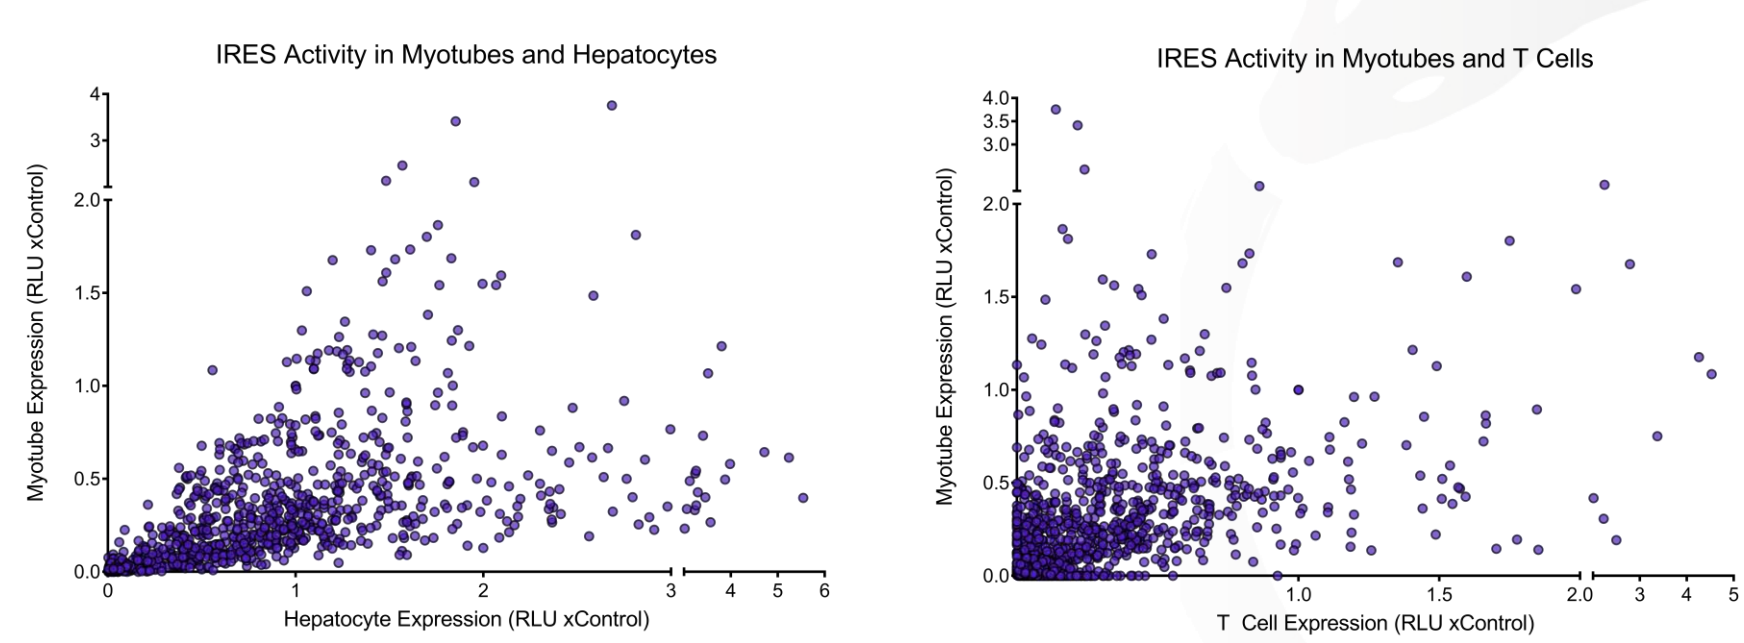 IRES Activity in Myotubes and Hepatocytes
Myotube Expression (RLU xControl)
4
3
2.0
1.5
1.0
0.5
0.0
0 1 2 3 4 5 6
Hepatocyte Expression (RLU xControl)
IRES Activity in Myotubes and T Cells
Myotube Expression (RLU xControl)
4.0
3.5
3.0
2.0
1.5
1.0
0.5
0.0
1.0 1.5 2.0 3 4 5
T Cell Expression (RLU xControl)